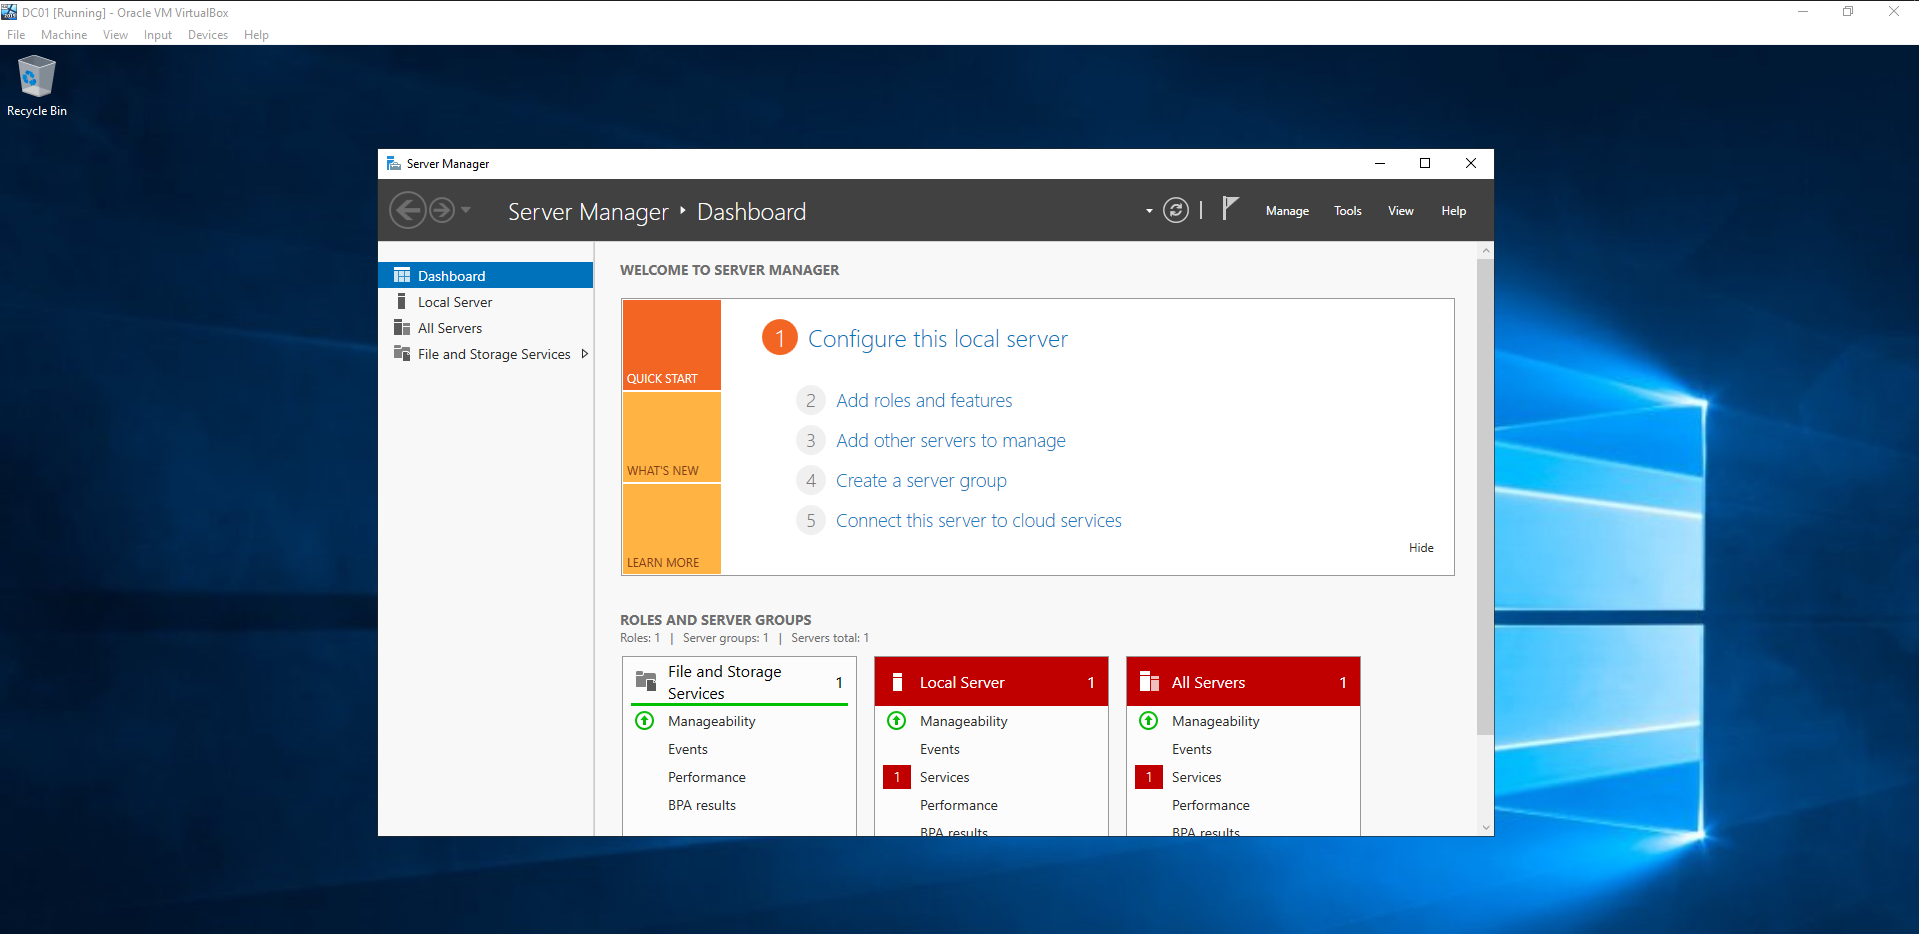 DC01 [Running] - Oracle VM VirtualBox
File Machine View Input Devices Help
Recycle Bin
Server Manager
Server Manager Dashboard
Manage Tools View Help
Dashboard
Local Server
All Servers
File and Storage Services
WELCOME TO SERVER MANAGER
QUICK START
WHAT'S NEW
LEARN MORE
1 Configure this local server
2 Add roles and features
3 Add other servers to manage
4 Create a server group
5 Connect this server to cloud services
Hide
ROLES AND SERVER GROUPS
Roles: 1 | Server groups: 1 | Servers total: 1
File and Storage
Services 1
Manageability
Events
Performance
BPA results
Local Server 1
Manageability
Events
1 Services
Performance
BPA results
All Servers 1
Manageability
Events
1 Services
Performance
BPA results